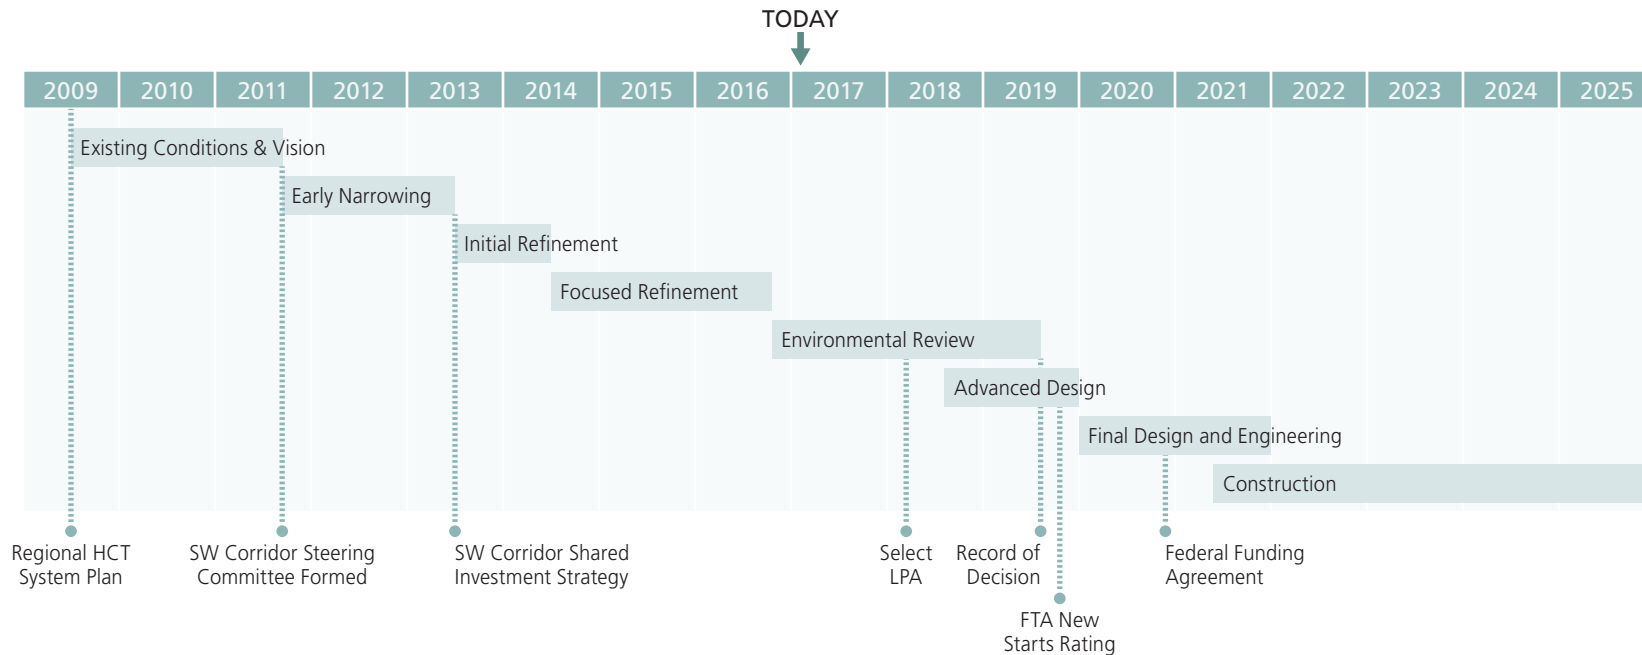 TODAY
2009 2010 2011 2012 2013 2014 2015 2016 2017 2018 2019 2020 2021 2022 2023 2024 2025
Existing Conditions & Vision
Early Narrowing
Initial Refinement
Focused Refinement
Environmental Review
Advanced Design
Final Design and Engineering
Construction
Regional HCT
System Plan
SW Corridor Steering
Committee Formed
SW Corridor Shared
Investment Strategy
Select
LPA
Record of
Decision
Federal Funding
Agreement
FTA New
Starts Rating